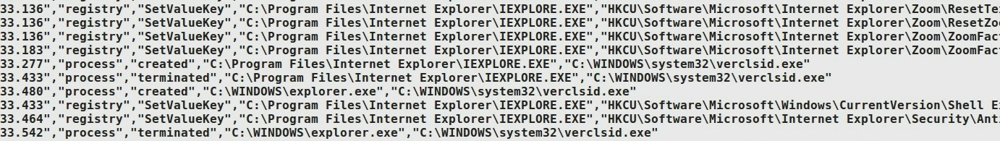 33.136","registry","SetValueKey","C:\Program Files\Internet Explorer\IEXPLORE.EXE","HKCU\Software\Microsoft\Internet Explorer\Zoom\ResetTe
33.136","registry","SetValueKey","C:\Program Files\Internet Explorer\IEXPLORE.EXE","HKCU\Software\Microsoft\Internet Explorer\Zoom\ResetZo
33.136","registry","SetValueKey","C:\Program Files\Internet Explorer\IEXPLORE.EXE","HKCU\Software\Microsoft\Internet Explorer\Zoom\ZoomFac
33.183","registry","SetValueKey","C:\Program Files\Internet Explorer\IEXPLORE.EXE","HKCU\Software\Microsoft\Internet Explorer\Zoom\ZoomFac
33.277","process","created","C:\Program Files\Internet Explorer\IEXPLORE.EXE","C:\WINDOWS\system32\verclsid.exe"
33.433","process","terminated","C:\Program Files\Internet Explorer\IEXPLORE.EXE","C:\WINDOWS\system32\verclsid.exe"
33.480","process","created","C:\WINDOWS\explorer.exe","C:\WINDOWS\system32\verclsid.exe"
33.433","registry","SetValueKey","C:\Program Files\Internet Explorer\IEXPLORE.EXE","HKCU\Software\Microsoft\Windows\CurrentVersion\Shell E
33.464","registry","SetValueKey","C:\Program Files\Internet Explorer\IEXPLORE.EXE","HKCU\Software\Microsoft\Internet Explorer\Security\Ant
33.542","process","terminated","C:\WINDOWS\explorer.exe","C:\WINDOWS\system32\verclsid.exe"